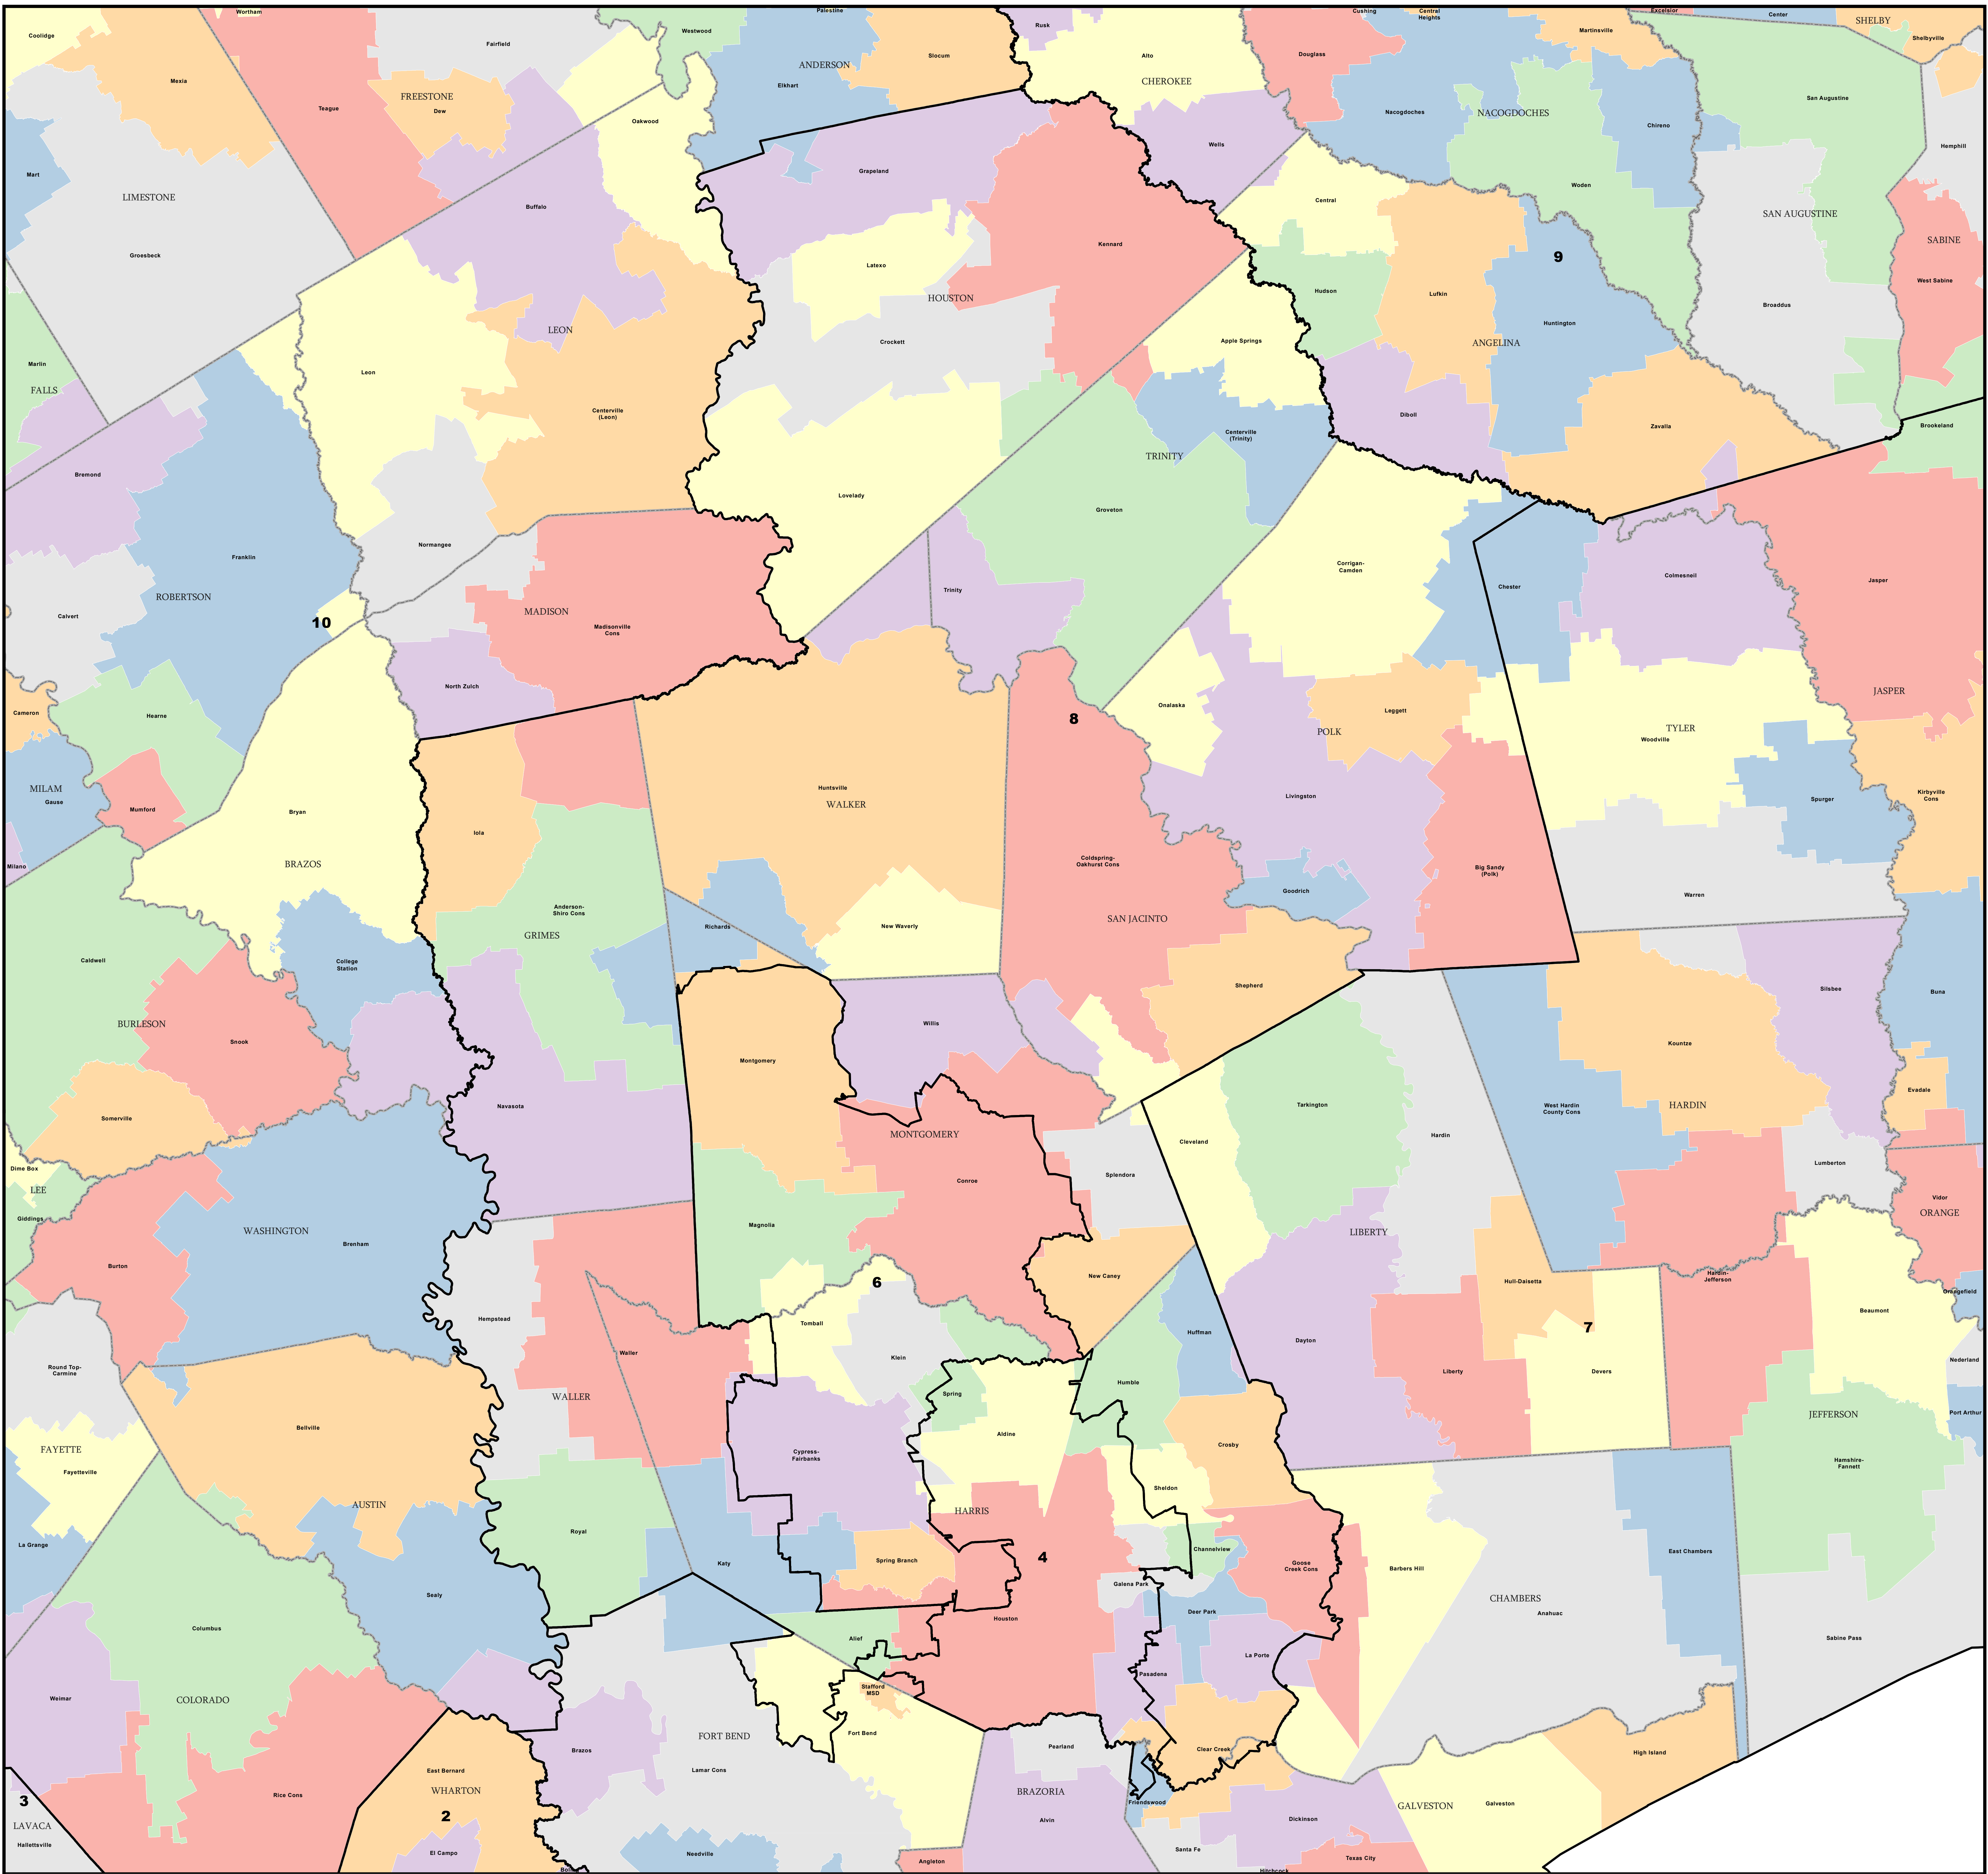 Wortham
Palestine
Cushing
Central
Heights
Excelsior
Center
SHELBY
Coolidge
Fairfield
Westwood
Slocum
Rusk
Alto
Douglass
Martinsville
Shelbyville
Mexia
Teague
FREESTONE
Dew
ANDERSON
Elkhart
CHEROKEE
Nacogdoches
NACOGDOCHES
Chireno
San Augustine
Oakwood
Wells
Hemphill
Mart
LIMESTONE
Grapeland
Woden
Buffalo
Central
SAN AUGUSTINE
Groesbeck
Kennard
9
SABINE
West Sabine
Latexo
HOUSTON
Hudson
Lufkin
Huntington
Broaddus
LEON
Crockett
Apple Springs
ANGELINA
Marlin
FALLS
Leon
Centerville
(Leon)
Diboll
Zavalla
Brookeland
Centerville
(Trinity)
TRINITY
Bremond
Lovelady
Groveton
Franklin
Normangee
Corrigan-
Camden
Colmesneil
Jasper
ROBERTSON
Chester
Calvert
10
MADISON
Madisonville
Cons
Trinity
Cameron
Hearne
North Zulch
8
Onalaska
POLK
Leggett
TYLER
Woodville
JASPER
MILAM
Gause
Mumford
Bryan
Iola
Huntsville
WALKER
Livingston
Spurger
Kirbyville
Cons
Milano
BRAZOS
Coldspring-
Oakhurst Cons
Goodrich
Big Sandy
(Polk)
Warren
Anderson-
Shiro Cons
GRIMES
Richards
New Waverly
SAN JACINTO
Caldwell
College
Station
Shepherd
Silsbee
Buna
BURLESON
Snook
Willis
Montgomery
Kountze
Somerville
Navasota
Tarkington
West Hardin
County Cons
HARDIN
Evadale
MONTGOMERY
Cleveland
Hardin
Dime Box
LEE
Giddings
Conroe
Splendora
Lumberton
Vidor
ORANGE
WASHINGTON
Brenham
Magnolia
LIBERTY
Burton
6
New Caney
Hull-Daisetta
Hardin-
Jefferson
Beaumont
Orangefield
Hempstead
Tomball
Huffman
Dayton
7
Round Top-
Carmine
Waller
Klein
Liberty
Devers
Nederland
WALLER
Spring
Humble
Port Arthur
JEFFERSON
FAYETTE
Fayetteville
Bellville
Cypress-
Fairbanks
Aldine
Crosby
Hamshire-
Fannett
AUSTIN
HARRIS
Sheldon
La Grange
Royal
Katy
Spring Branch
4
Channelview
Goose
Creek Cons
Barbers Hill
East Chambers
Sealy
Galena Park
CHAMBERS
Anahuac
Columbus
Houston
Deer Park
Alief
Sabine Pass
Weimar
COLORADO
Stafford
MSD
Pasadena
La Porte
FORT BEND
Fort Bend
Brazos
Pearland
Clear Creek
High Island
East Bernard
WHARTON
Lamar Cons
3
LAVACA
Rice Cons
2
BRAZORIA
Friendswood
GALVESTON
Galveston
Hallettsville
El Campo
Needville
Alvin
Dickinson
Santa Fe
Angleton
Texas City
Hitchcock